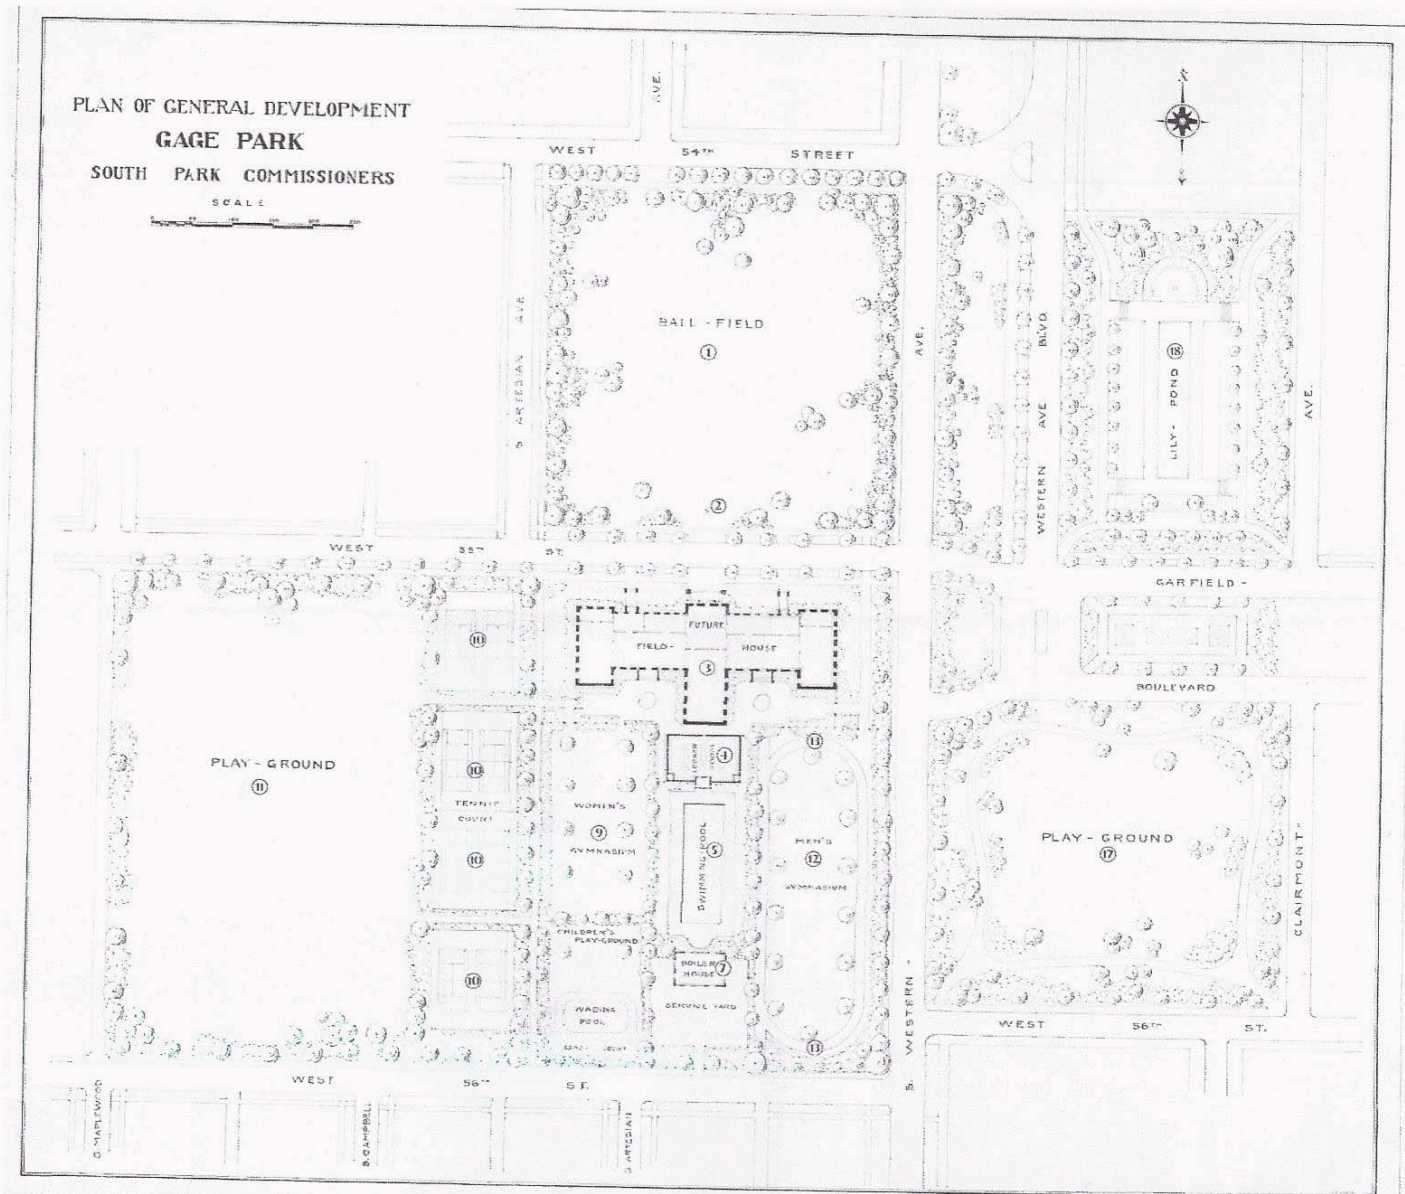 PLAN OF GENERAL DEVELOPMENT
GAGE PARK
SOUTH PARK COMMISSIONERS
SCALE
N
AVE.
WEST 54TH STREET
S ARTESIAN AVE
BALL - FIELD
1
2
AVE.
WESTERN AVE BLVD.
LILY - POND
18
AVE.
WEST 55TH ST.
GARFIELD -
BOULEVARD
10
FUTURE
FIELD - HOUSE
3
PLAY - GROUND
11
10
TENNIS
COURT
10
10
WOMEN'S
9
GYMNASIUM
CHILDREN'S
PLAY-GROUND
WADING
POOL
LOCKER
4
SWIMMING-POOL
5
BOILER
HOUSE
7
SERVICE YARD
13
MEN'S
12
GYMNASIUM
13
PLAY - GROUND
17
CLAIRMONT -
S. WESTERN -
WEST 56TH ST.
WEST 56TH ST.
S. MAPLEWOOD
S. CAMPBELL
S. ARTESIAN